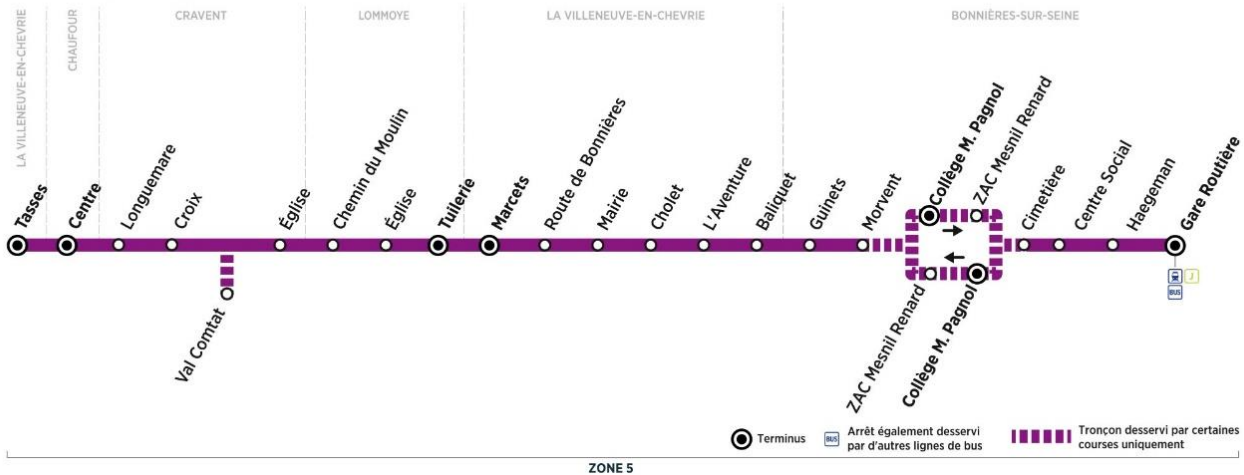 LA VILLENEUVE-EN-CHEVRIE
CHAUFOUR
CRAVENT
LOMMOYE
LA VILLENEUVE-EN-CHEVRIE
BONNIÈRES-SUR-SEINE
Tasses
Centre
Longuemare
Croix
Val Comtat
Église
Chemin du Moulin
Église
Tuilerie
Marcets
Route de Bonnières
Mairie
Cholet
L'Aventure
Baliquet
Guinets
Morvent
Collège M. Pagnol
ZAC Mesnil Renard
ZAC Mesnil Renard
Collège M. Pagnol
Cimetière
Centre Social
Haegeman
Gare Routière
J
BUS
Terminus
BUS
Arrêt également desservi
par d'autres lignes de bus
Tronçon desservi par certaines
courses uniquement
ZONE 5